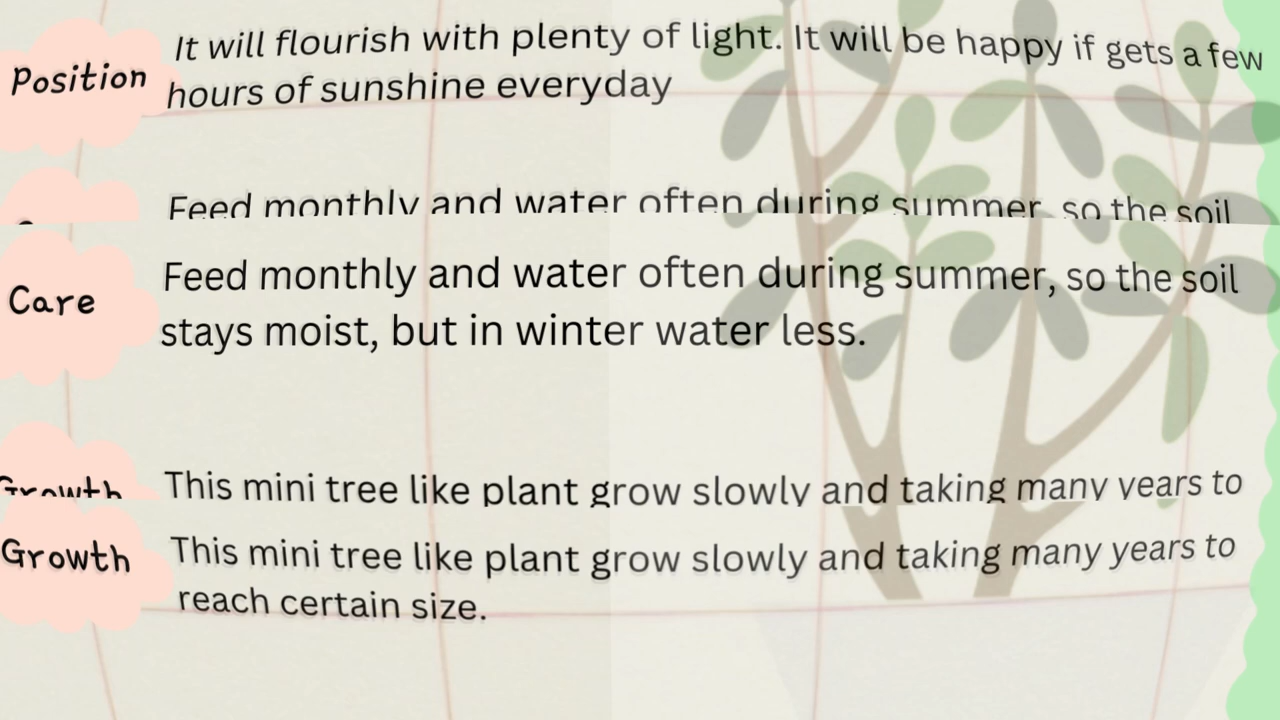 Position
It will flourish with plenty of light. It will be happy if gets a few
hours of sunshine everyday
Feed monthly and water often during summer, so the soil
Care
Feed monthly and water often during summer, so the soil
stays moist, but in winter water less.
Growth
This mini tree like plant grow slowly and taking many years to
Growth
This mini tree like plant grow slowly and taking many years to
reach certain size.